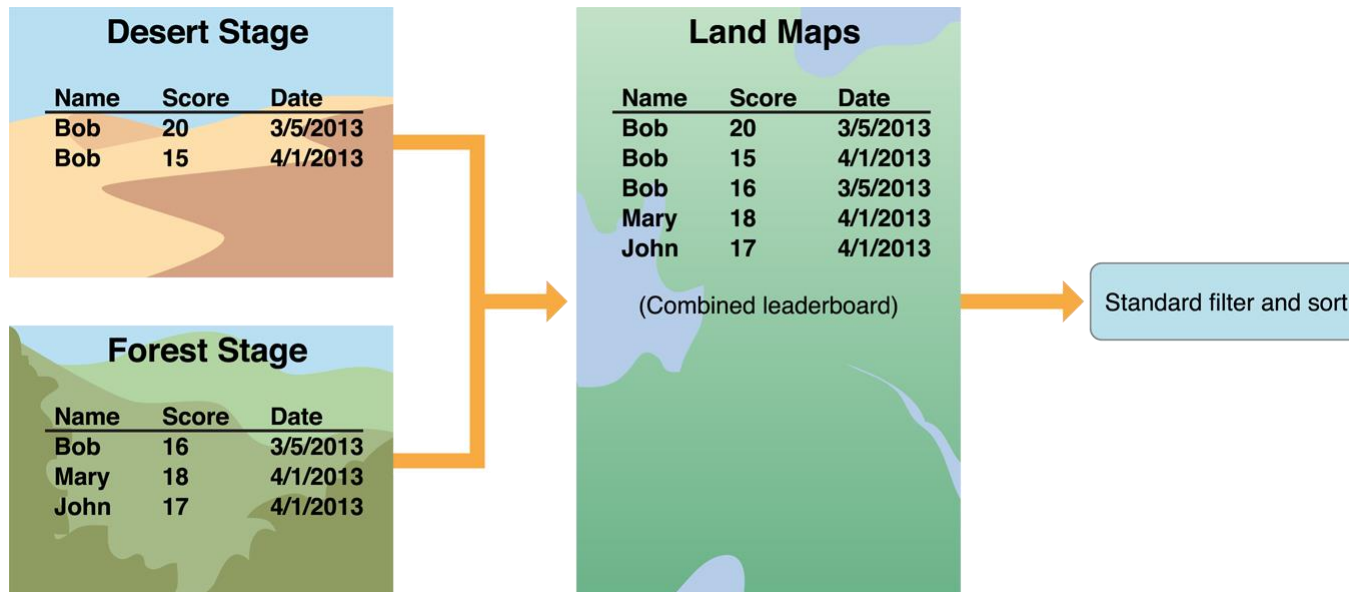 Desert Stage
Name Score Date
Bob 20 3/5/2013
Bob 15 4/1/2013
Forest Stage
Name Score Date
Bob 16 3/5/2013
Mary 18 4/1/2013
John 17 4/1/2013
Land Maps
Name Score Date
Bob 20 3/5/2013
Bob 15 4/1/2013
Bob 16 3/5/2013
Mary 18 4/1/2013
John 17 4/1/2013
(Combined leaderboard)
Standard filter and sort